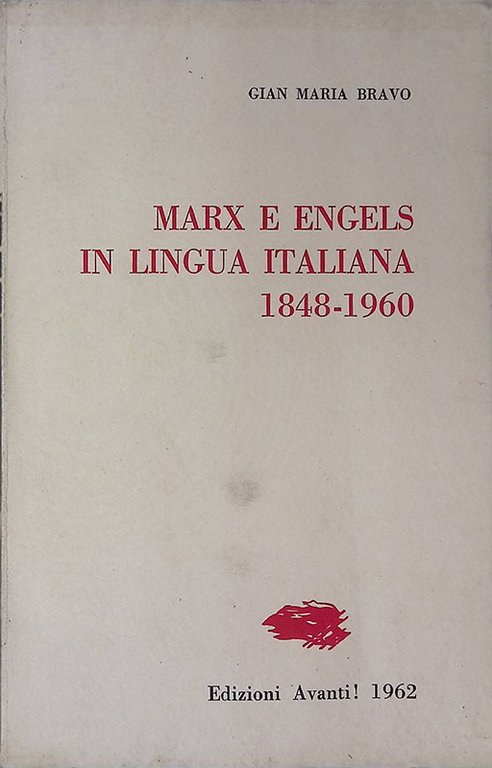 GIAN MARIA BRAVO
MARX E ENGELS
IN LINGUA ITALIANA
1848-1960
Edizioni Avanti! 1962